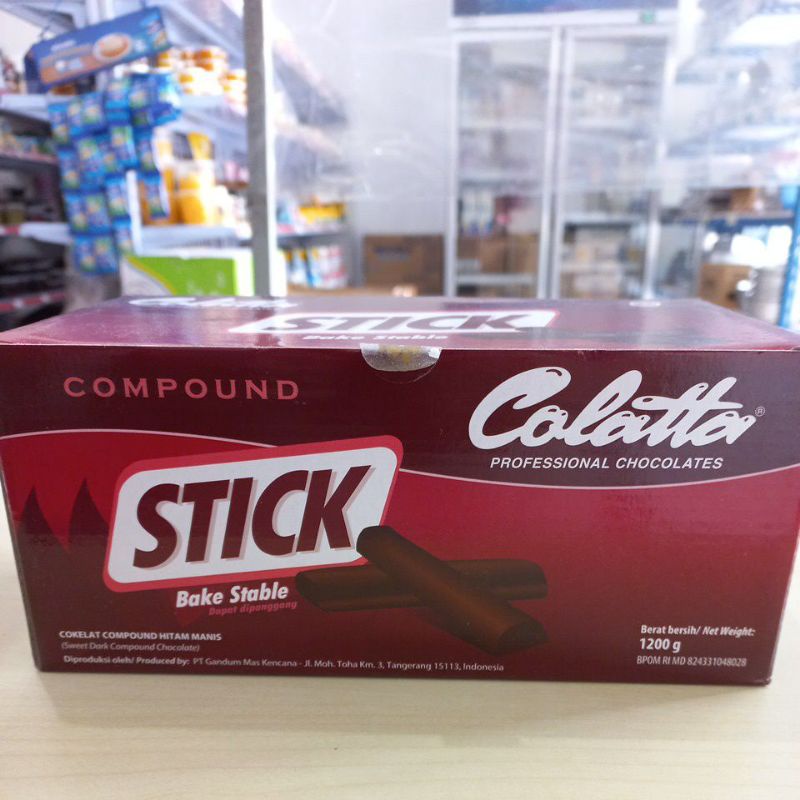 Colatta
STICK
Bake Stable
COMPOUND
Colatta®
PROFESSIONAL CHOCOLATES
STICK
Bake Stable
Dapat dipanggang
COKELAT COMPOUND HITAM MANIS
(Sweet Dark Compound Chocolate)
Diproduksi oleh/ Produced by: PT Gandum Mas Kencana - Jl. Moh. Toha Km. 3, Tangerang 15113, Indonesia
Berat bersih/ Net Weight:
1200 g
BPOM RI MD 824331048028